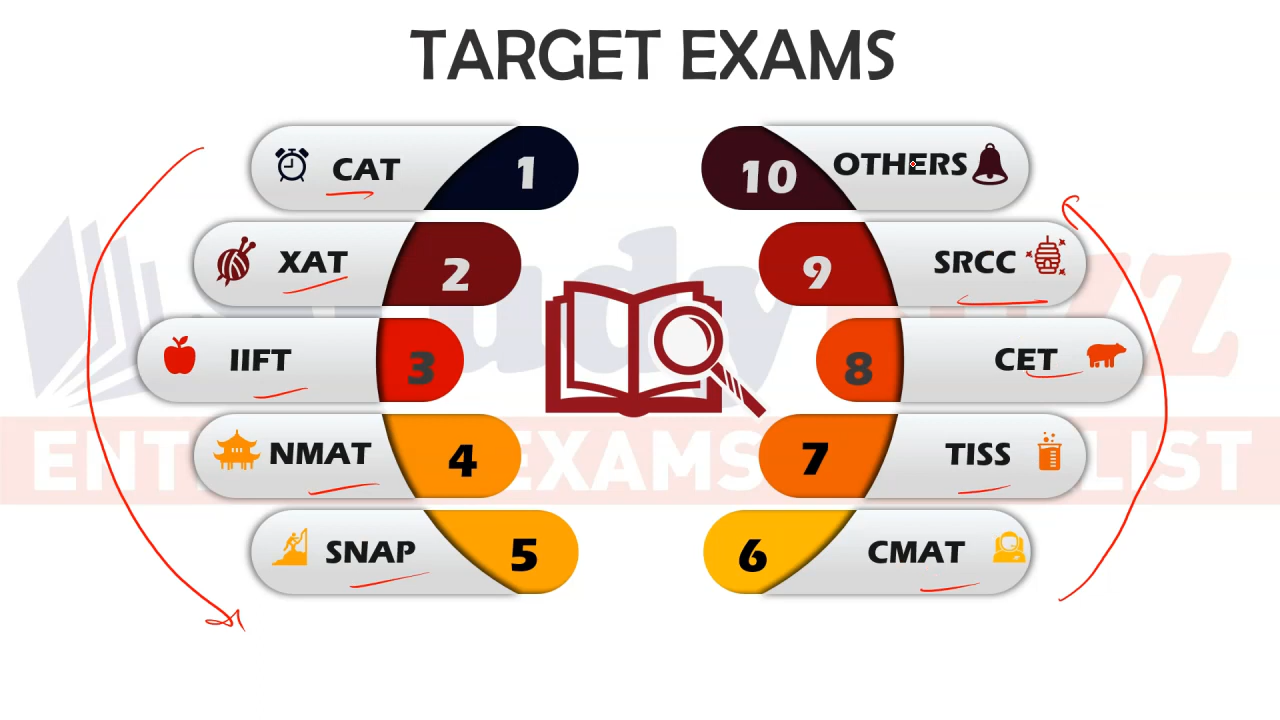 TARGET EXAMS
CAT 1
XAT 2
IIFT 3
NMAT 4
SNAP 5
10 OTHERS
9 SRCC
8 CET
7 TISS
6 CMAT